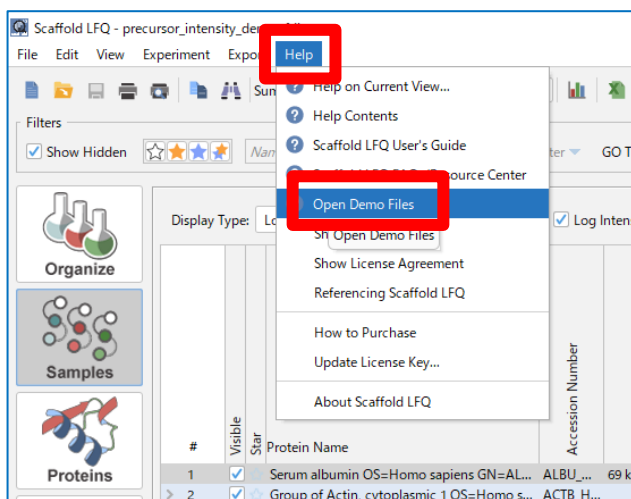 Scaffold LFQ - precursor_intensity_de
File Edit View Experiment Expo Help
Sum
Help on Current View...
Help Contents
Scaffold LFQ User's Guide
Resource Center
Open Demo Files
Open Demo Files
Show License Agreement
Referencing Scaffold LFQ
How to Purchase
Update License Key...
About Scaffold LFQ
Filters
Show Hidden
GO T
Display Type:
Log Intens
Organize
Samples
Proteins
# Visible Star Protein Name Accession Number
1 Serum albumin OS=Homo sapiens GN=AL... ALBU_... 69 k
2 Group of Actin, cytoplasmic 1 OS=Homo s... ACTB_H...